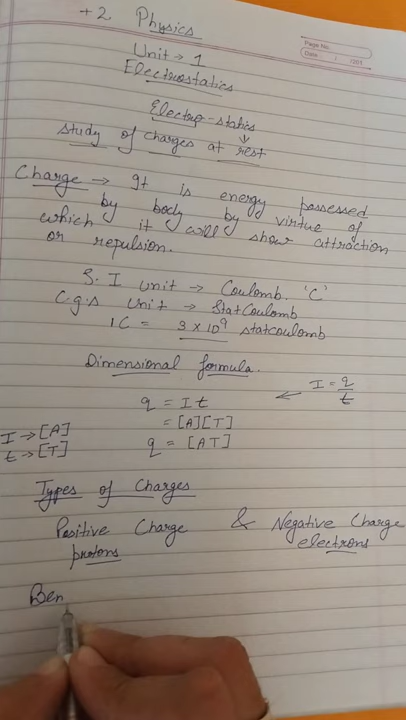 +2 Physics
Page No.
Date / /201
Unit → 1
Electrostatics
Electro-statics
↓
study of charges at rest
Charge → It is energy possessed
by body by virtue of
which it will show attraction
or repulsion.
S.I unit → Coulomb. 'C'
C.g.s unit → StatCoulomb
1C = 3 x 10⁹ statcoulomb
Dimensional formula.
q = It ← I = q/t
I → [A] = [A][T]
t → [T] q = [AT]
Types of Charges
Positive Charge & Negative Charge
protons electrons
Ben